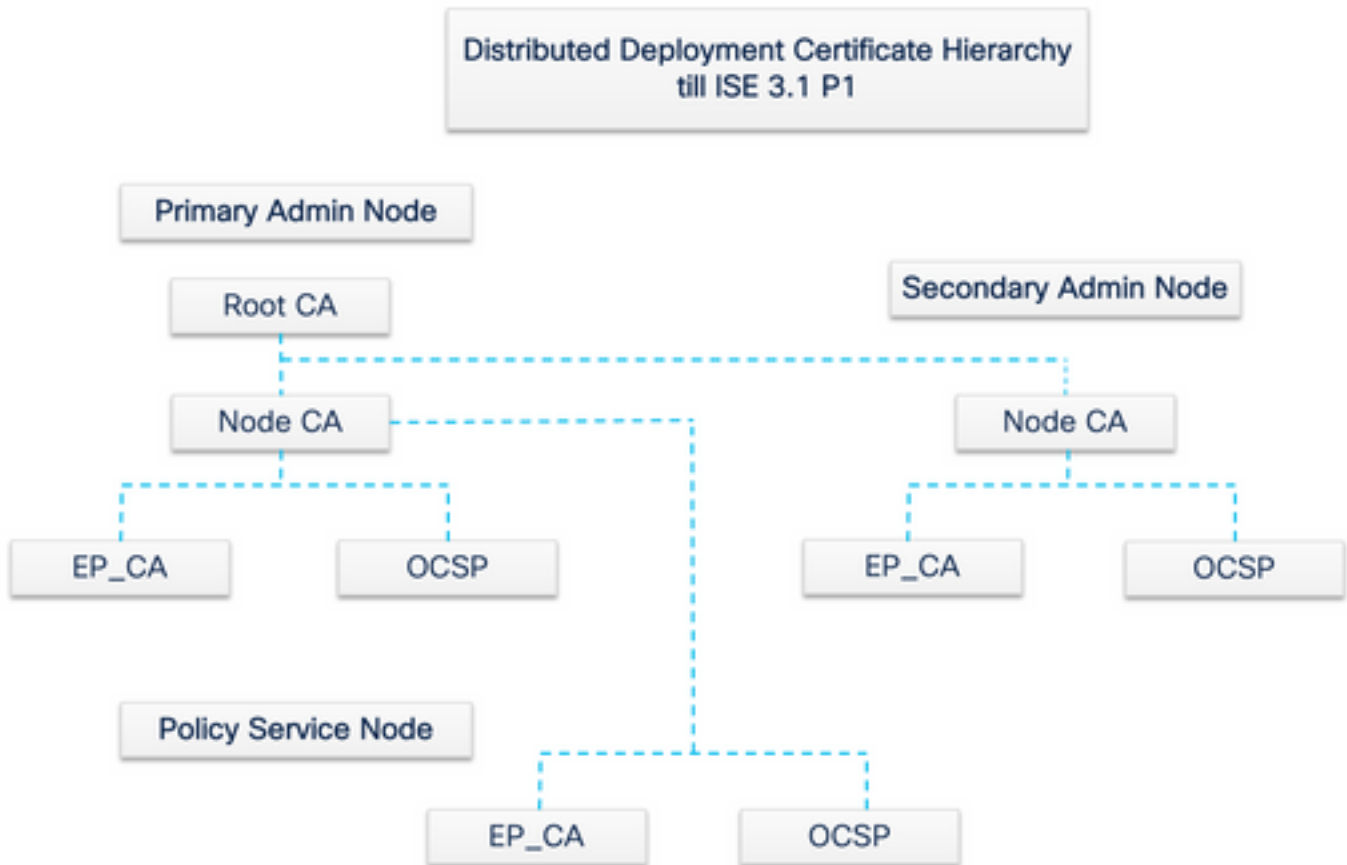 Distributed Deployment Certificate Hierarchy
till ISE 3.1 P1
Primary Admin Node
Secondary Admin Node
Root CA
Node CA
Node CA
EP_CA
OCSP
EP_CA
OCSP
Policy Service Node
EP_CA
OCSP